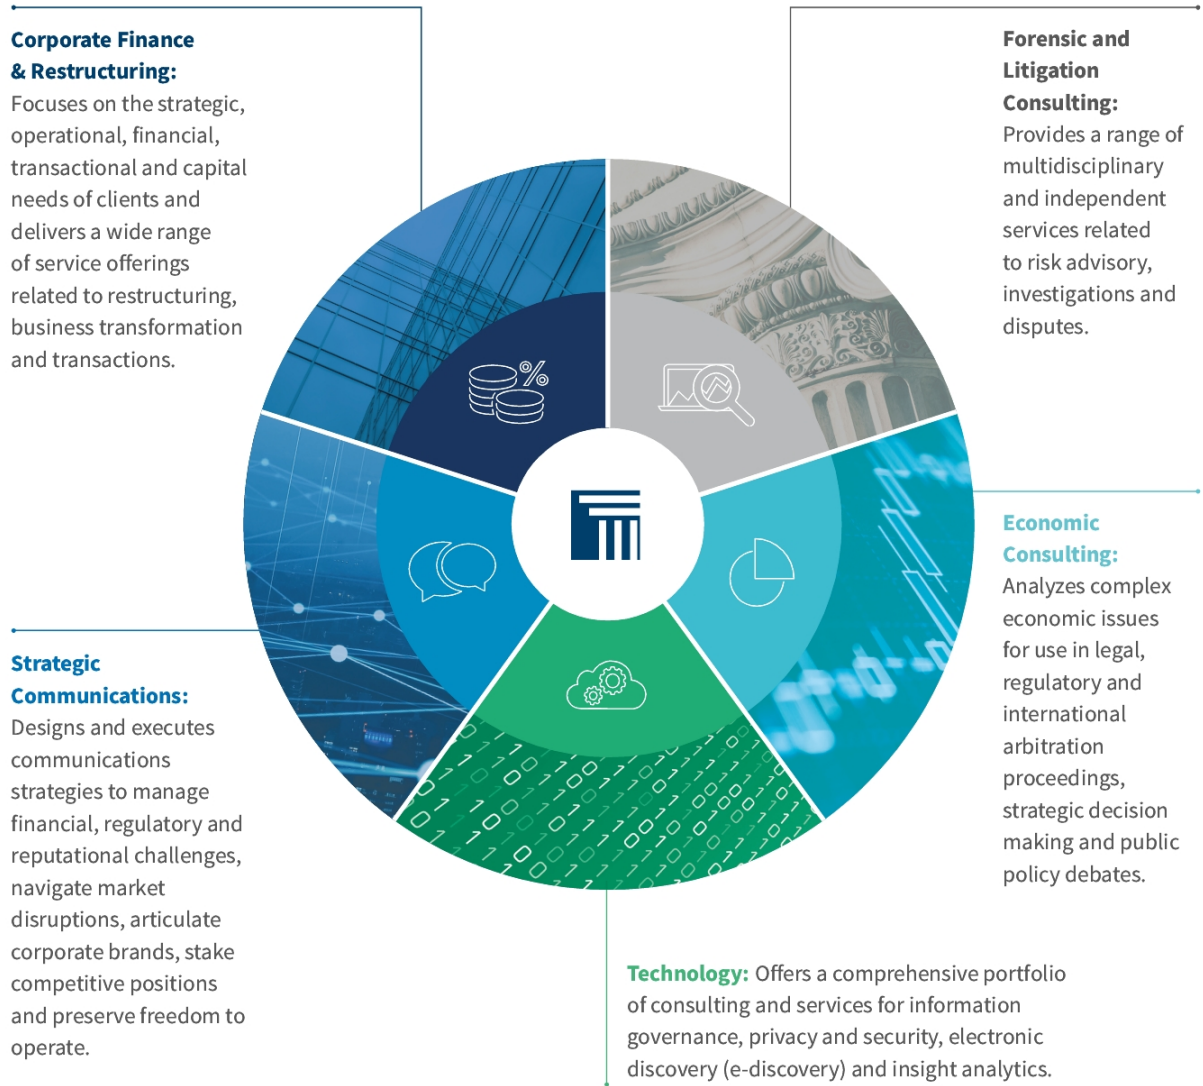 Corporate Finance
& Restructuring:
Focuses on the strategic,
operational, financial,
transactional and capital
needs of clients and
delivers a wide range
of service offerings
related to restructuring,
business transformation
and transactions.
Forensic and
Litigation
Consulting:
Provides a range of
multidisciplinary
and independent
services related
to risk advisory,
investigations and
disputes.
%
Economic
Consulting:
Analyzes complex
economic issues
for use in legal,
regulatory and
international
arbitration
proceedings,
strategic decision
making and public
policy debates.
Strategic
Communications:
Designs and executes
communications
strategies to manage
financial, regulatory and
reputational challenges,
navigate market
disruptions, articulate
corporate brands, stake
competitive positions
and preserve freedom to
operate.
Technology: Offers a comprehensive portfolio
of consulting and services for information
governance, privacy and security, electronic
discovery (e-discovery) and insight analytics.